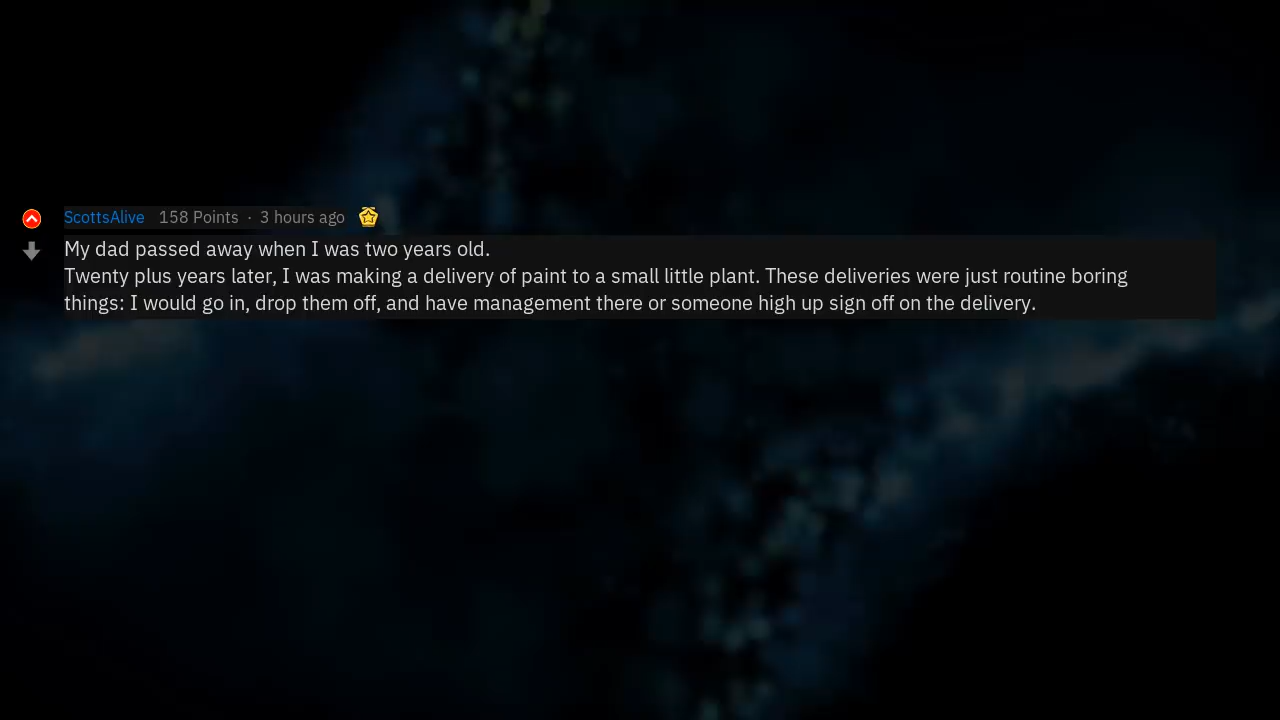 ScottsAlive 158 Points · 3 hours ago
My dad passed away when I was two years old.
Twenty plus years later, I was making a delivery of paint to a small little plant. These deliveries were just routine boring
things: I would go in, drop them off, and have management there or someone high up sign off on the delivery.